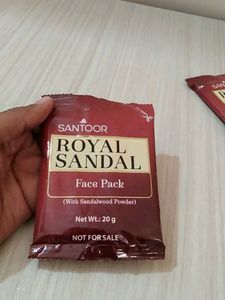 SANTOOR
ROYAL
SANDAL
Face Pack
(With Sandalwood Powder)
Net Wt.: 20 g
NOT FOR SALE